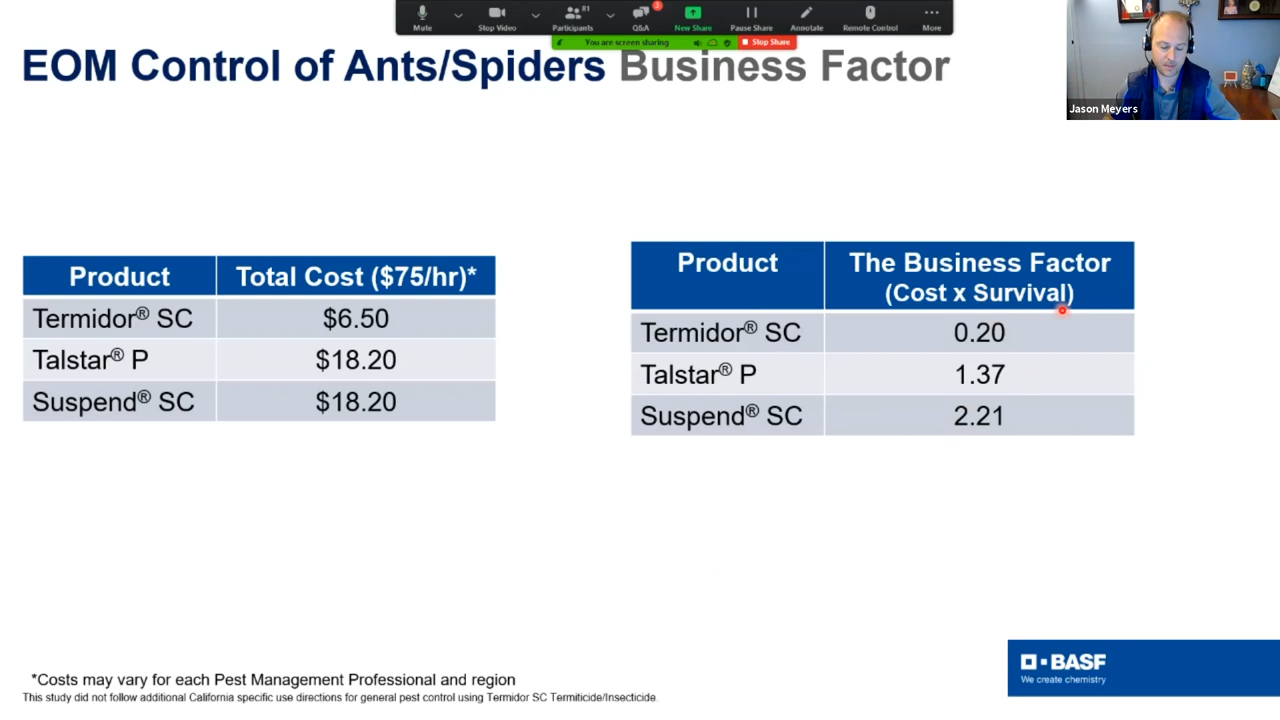 Mute
Stop Video
81
Participants
3
Q&A
New Share
Pause Share
Annotate
Remote Control
More
You are screen sharing
Stop Share
EOM Control of Ants/Spiders Business Factor
Jason Meyers
Product Total Cost ($75/hr)*
Termidor® SC $6.50
Talstar® P $18.20
Suspend® SC $18.20
Product The Business Factor
(Cost x Survival)
Termidor® SC 0.20
Talstar® P 1.37
Suspend® SC 2.21
*Costs may vary for each Pest Management Professional and region
This study did not follow additional California specific use directions for general pest control using Termidor SC Termiticide/Insecticide.
BASF
We create chemistry